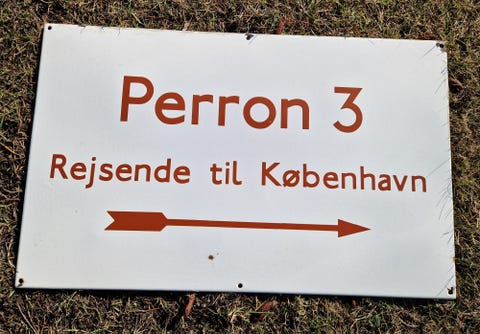 Perron 3
Rejsende til København